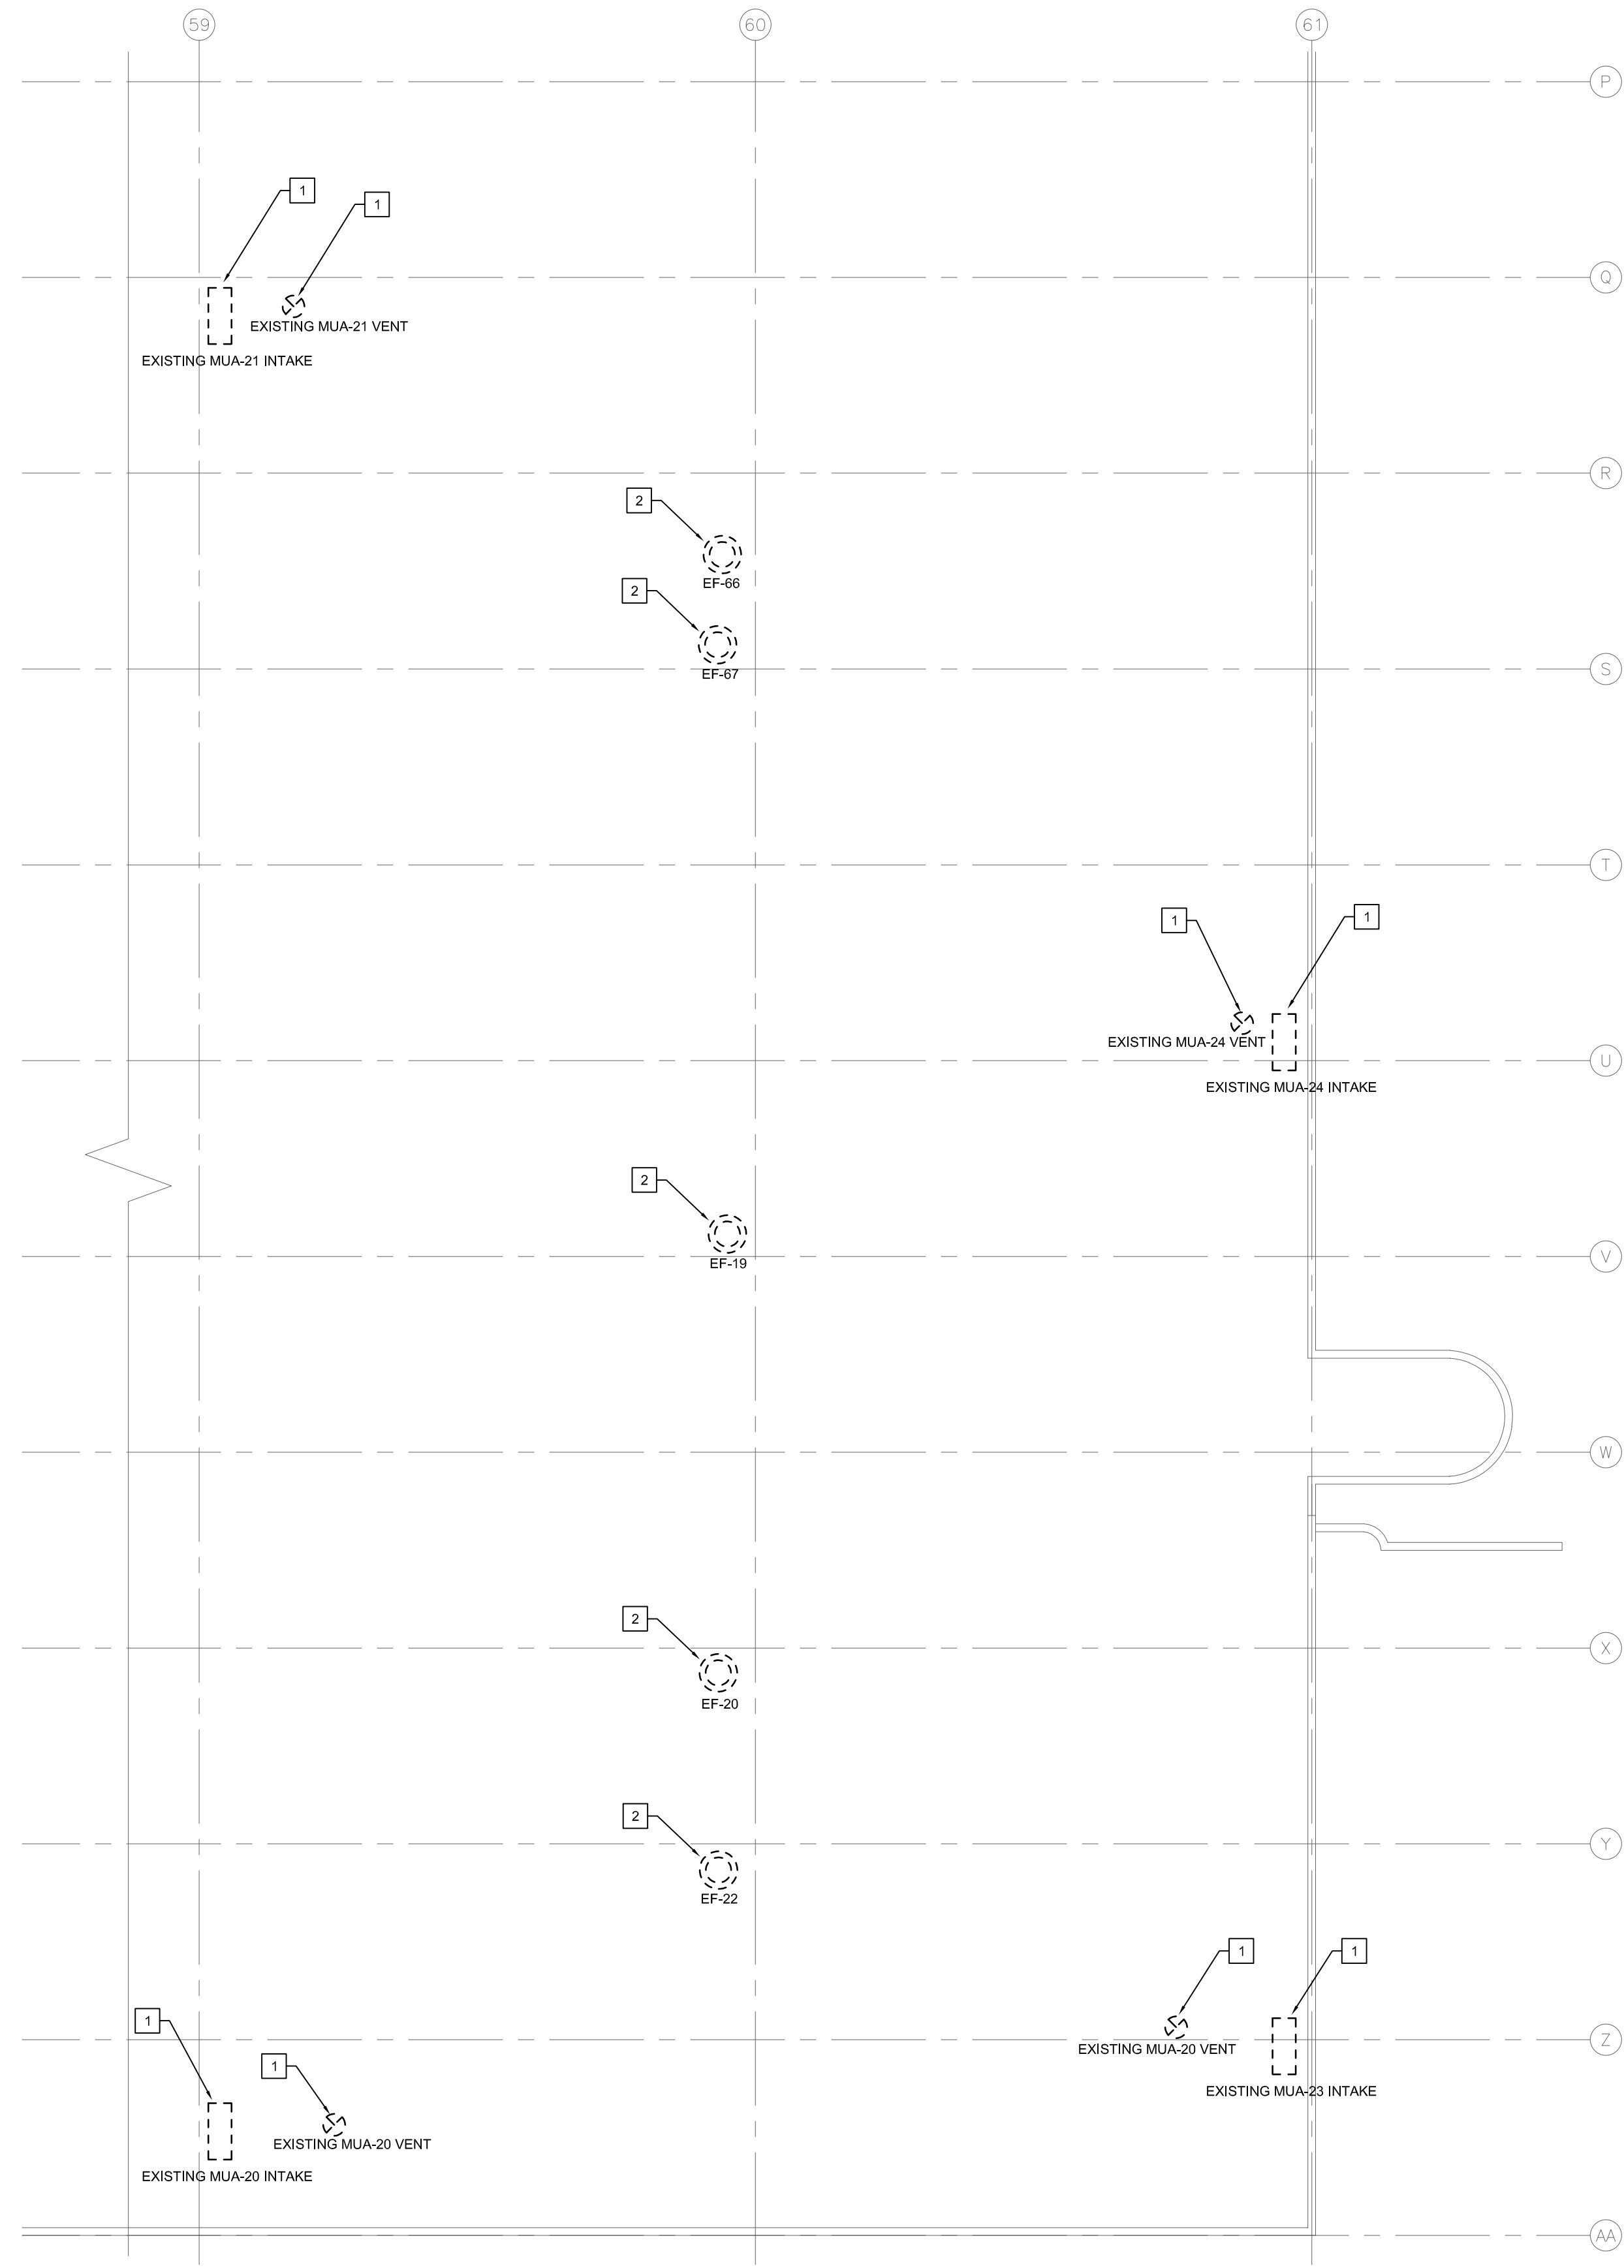 59
60
61
P
1
1
Q
EXISTING MUA-21 VENT
EXISTING MUA-21 INTAKE
R
2
EF-66
2
S
EF-67
T
1
1
EXISTING MUA-24 VENT
U
EXISTING MUA-24 INTAKE
2
V
EF-19
W
2
X
EF-20
2
Y
EF-22
1
1
1
Z
EXISTING MUA-20 VENT
1
EXISTING MUA-23 INTAKE
EXISTING MUA-20 VENT
EXISTING MUA-20 INTAKE
AA